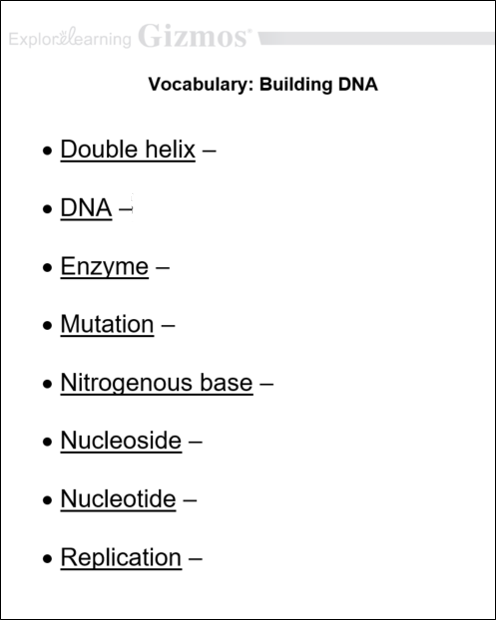 ExploreLearning Gizmos®
Vocabulary: Building DNA
• Double helix –
• DNA –
• Enzyme –
• Mutation –
• Nitrogenous base –
• Nucleoside –
• Nucleotide –
• Replication –